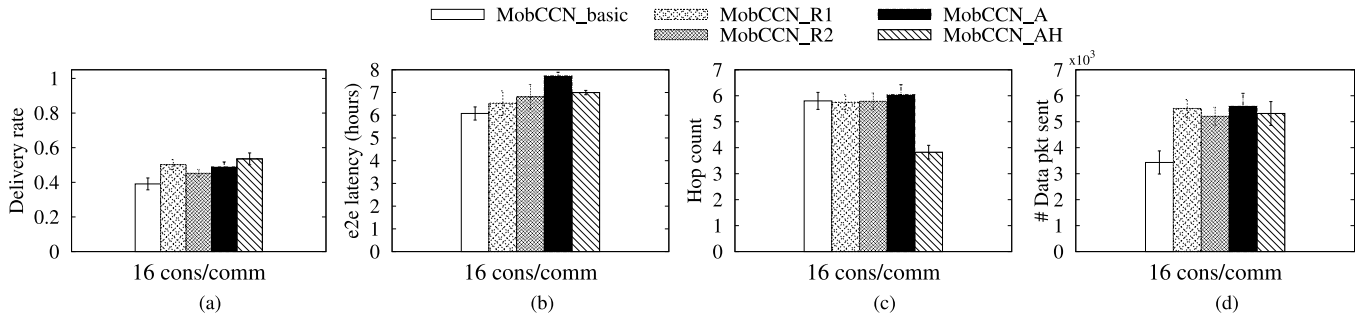 MobCCN_basic MobCCN_R1 MobCCN_A
MobCCN_R2 MobCCN_AH
Delivery rate
1
0.8
0.6
0.4
0.2
0
16 cons/comm
(a)
e2e latency (hours)
8
7
6
5
4
3
2
1
0
16 cons/comm
(b)
Hop count
7
6
5
4
3
2
1
0
16 cons/comm
(c)
# Data pkt sent
x10³
7
6
5
4
3
2
1
0
16 cons/comm
(d)